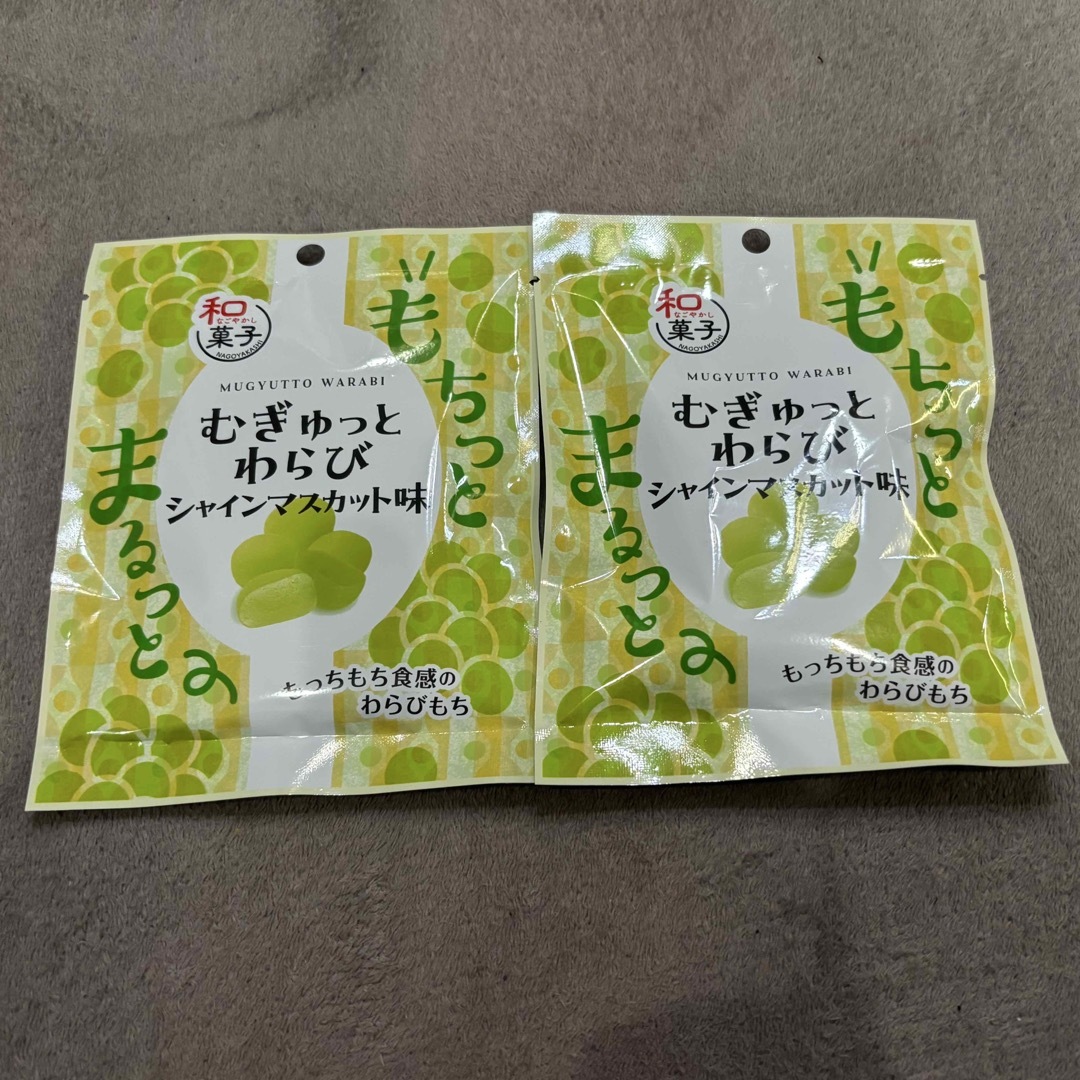 和
なごやかし
菓子
NAGOYAKASHI
MUGYUTTO WARABI
むぎゅっと
わらび
シャインマスカット味
もちっと
まるっと
もっちもち食感の
わらびもち
和
なごやかし
菓子
NAGOYAKASHI
MUGYUTTO WARABI
むぎゅっと
わらび
シャインマスカット味
もちっと
まるっと
もっちもち食感の
わらびもち